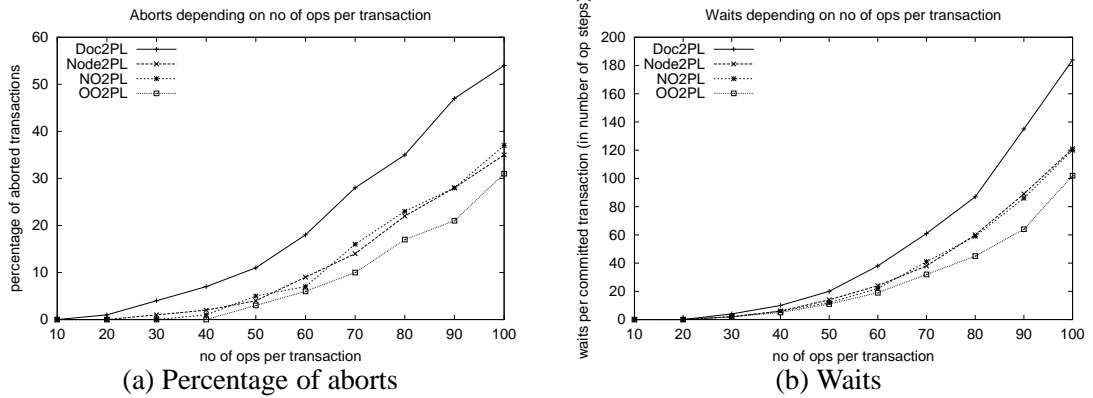 Aborts depending on no of ops per transaction
percentage of aborted transactions
60
50
40
30
20
10
0
Doc2PL
Node2PL
NO2PL
OO2PL
10 20 30 40 50 60 70 80 90 100
no of ops per transaction
(a) Percentage of aborts
Waits depending on no of ops per transaction
waits per committed transaction (in number of op steps)
200
180
160
140
120
100
80
60
40
20
0
Doc2PL
Node2PL
NO2PL
OO2PL
10 20 30 40 50 60 70 80 90 100
no of ops per transaction
(b) Waits